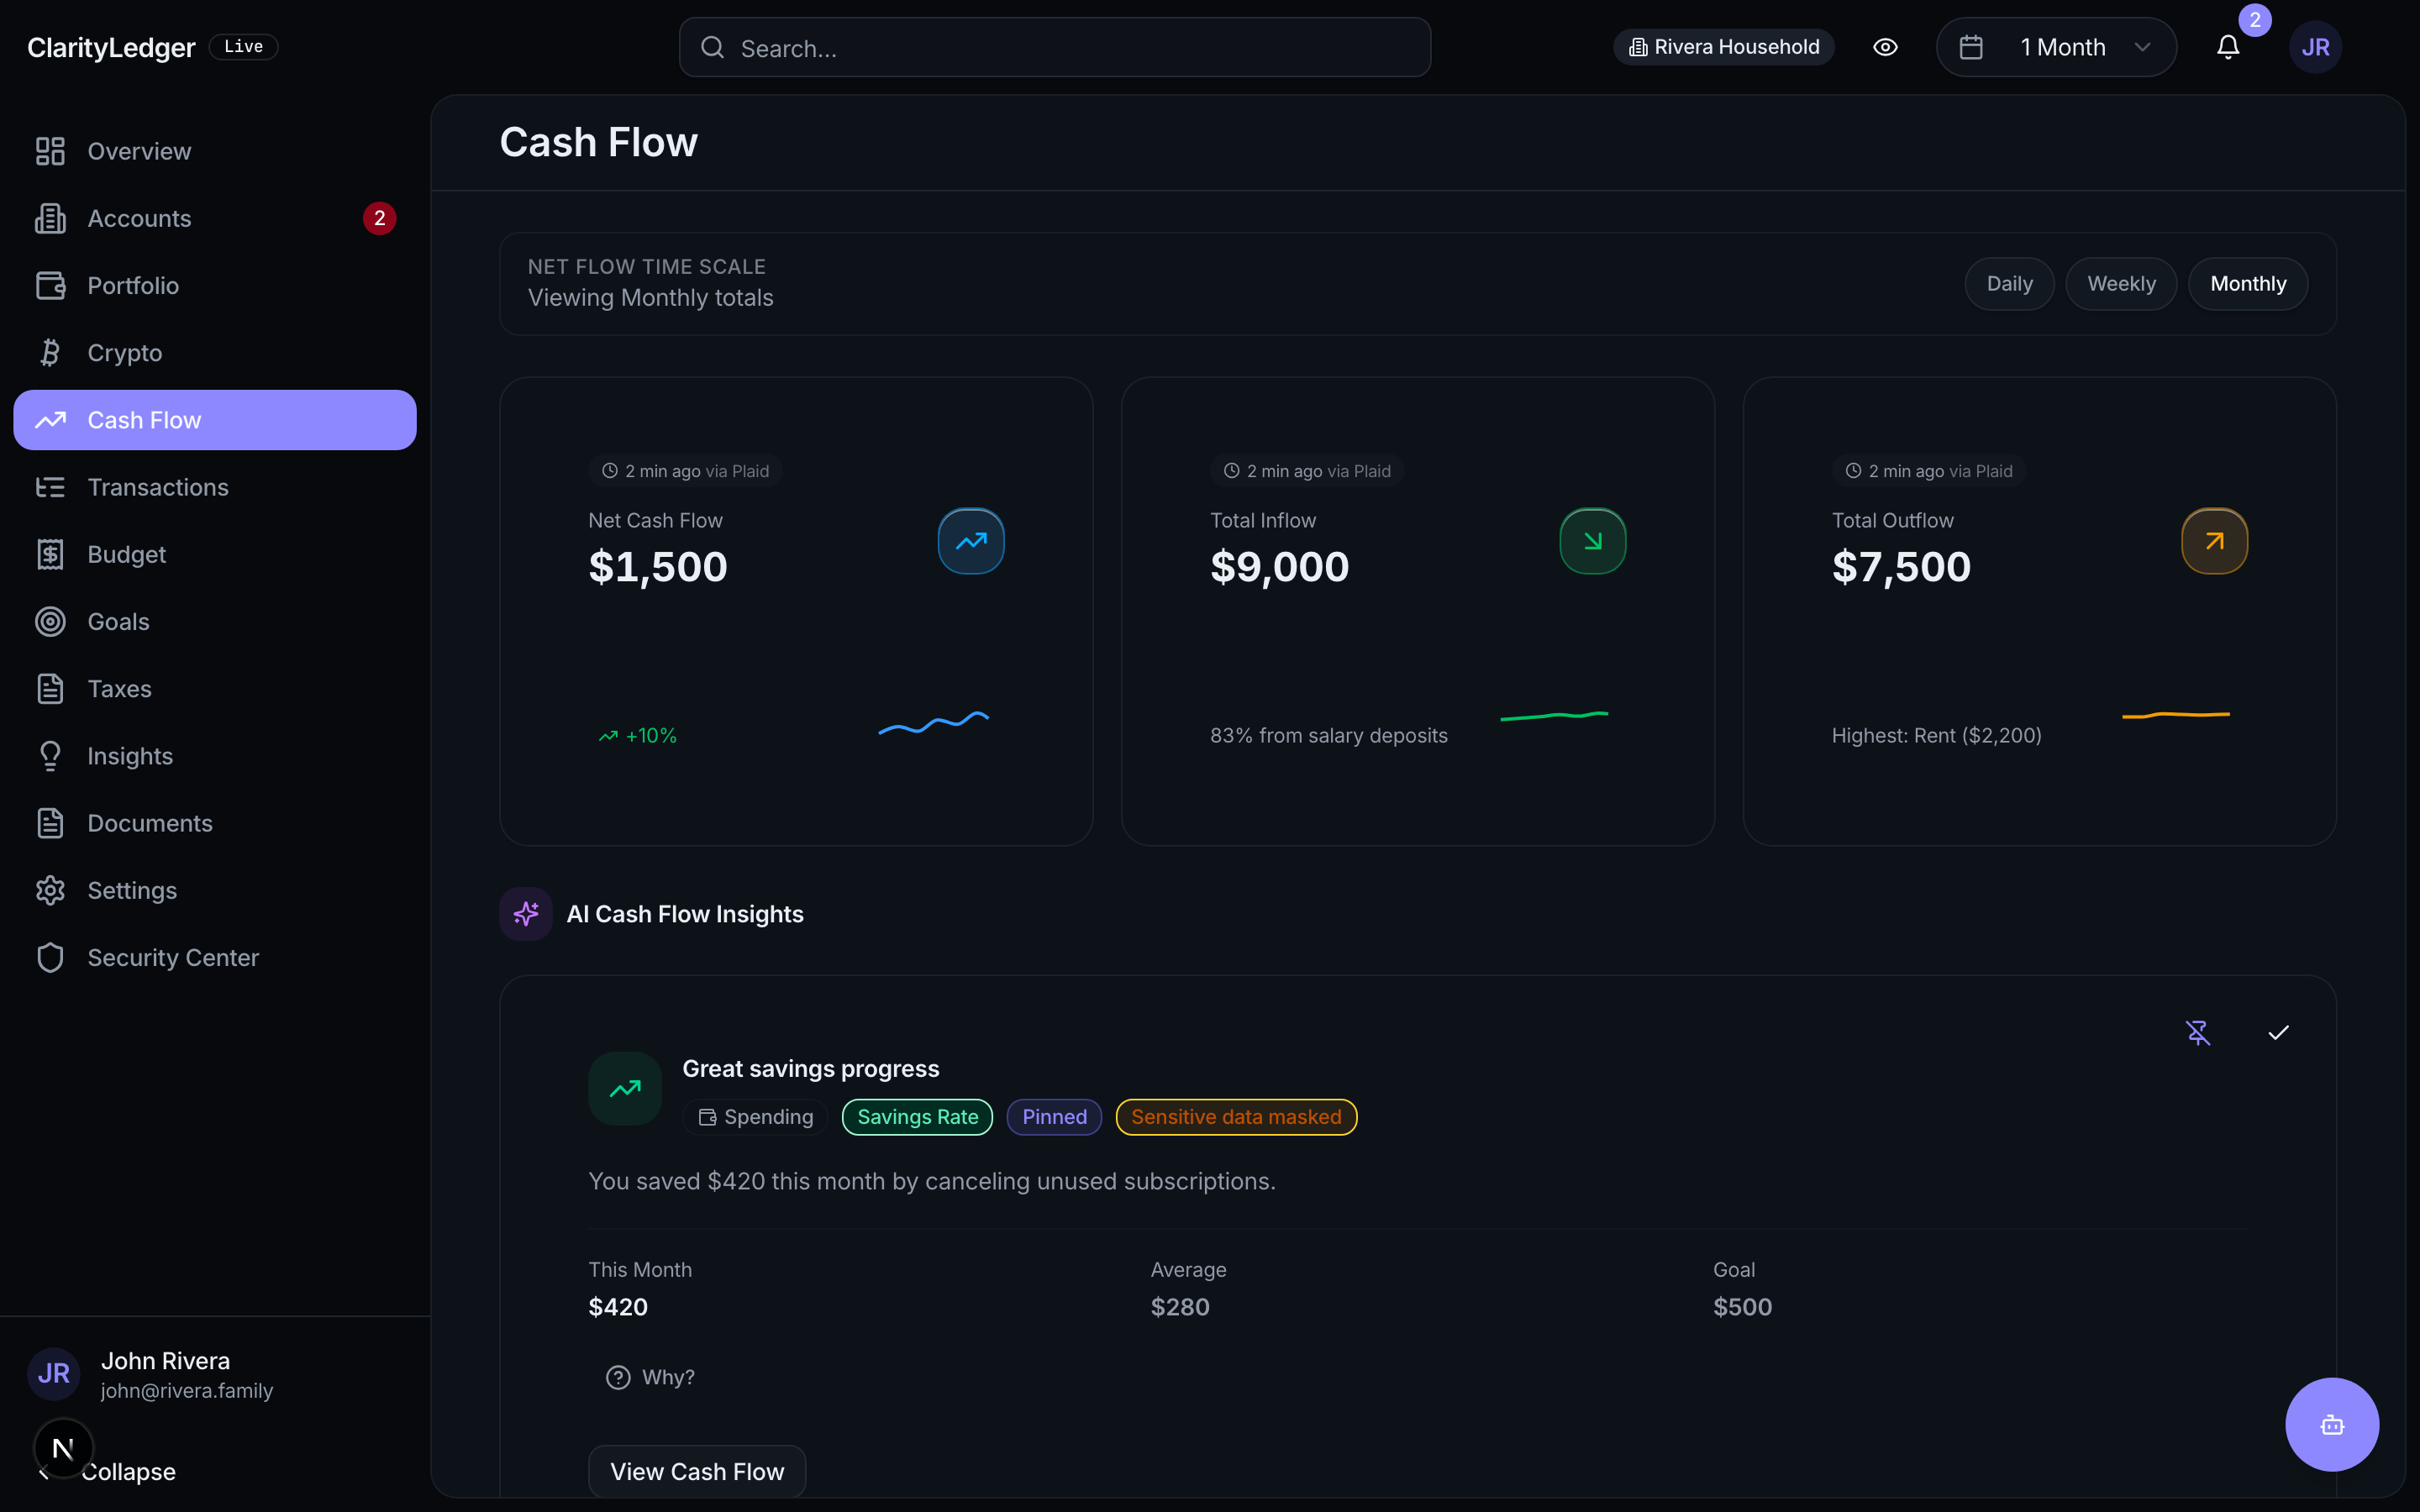 ClarityLedger Live
Search...
Rivera Household
1 Month
2
JR
Overview
Accounts 2
Portfolio
Crypto
Cash Flow
Transactions
Budget
Goals
Taxes
Insights
Documents
Settings
Security Center
JR
John Rivera
john@rivera.family
N
Collapse
Cash Flow
NET FLOW TIME SCALE
Viewing Monthly totals
Daily Weekly Monthly
2 min ago via Plaid
Net Cash Flow
$1,500
+10%
2 min ago via Plaid
Total Inflow
$9,000
83% from salary deposits
2 min ago via Plaid
Total Outflow
$7,500
Highest: Rent ($2,200)
AI Cash Flow Insights
Great savings progress
Spending Savings Rate Pinned Sensitive data masked
You saved $420 this month by canceling unused subscriptions.
This Month
$420
Average
$280
Goal
$500
Why?
View Cash Flow